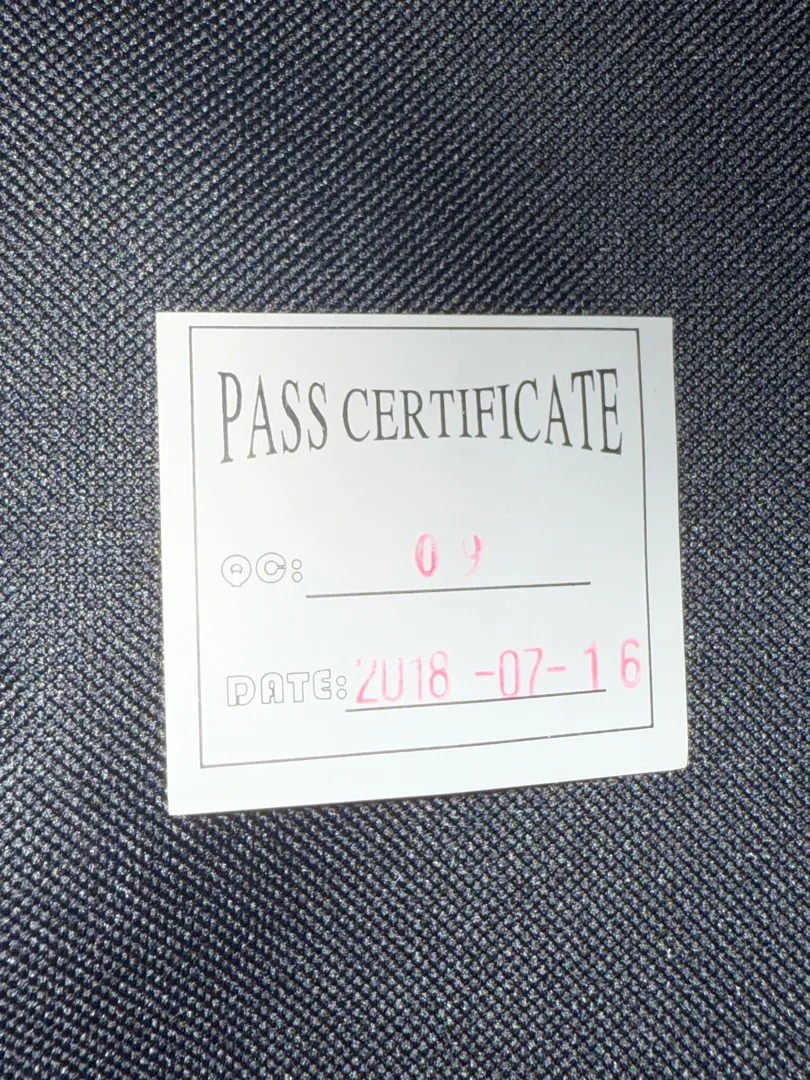 PASS CERTIFICATE
QC: 09
DATE: 2018-07-16